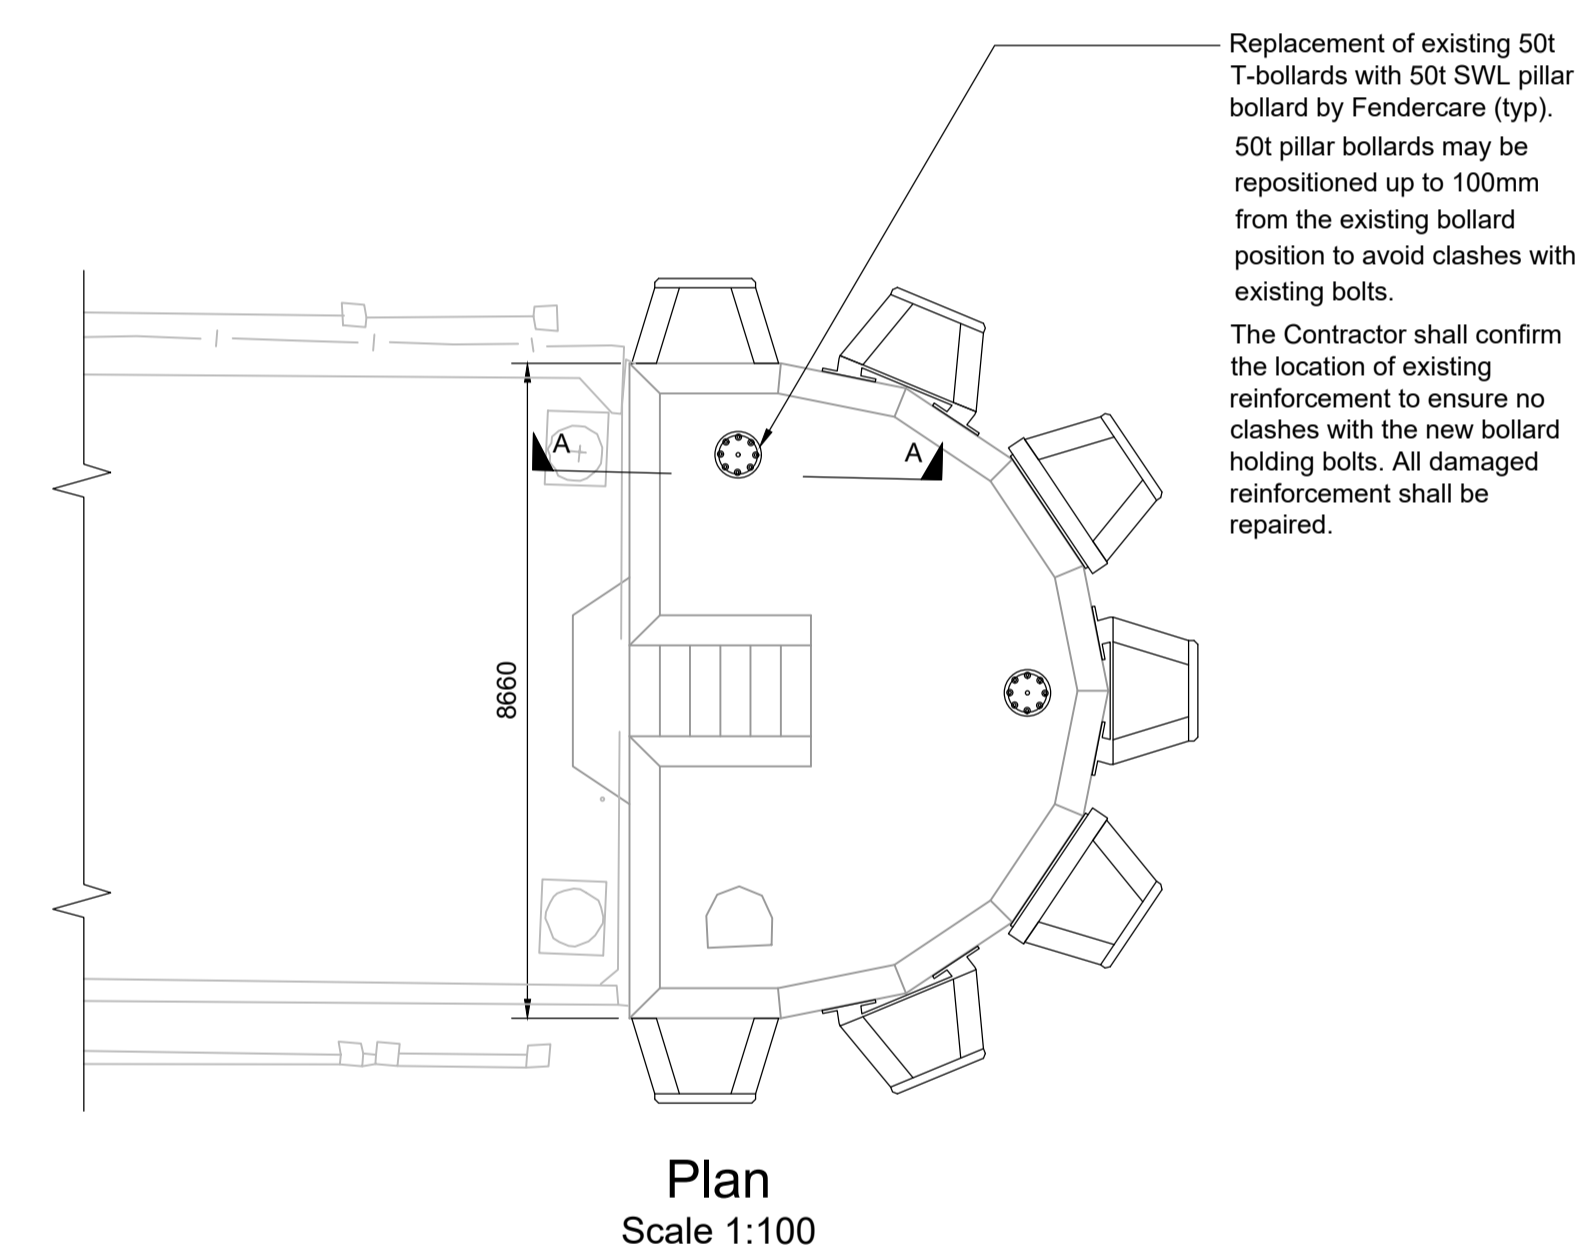 Replacement of existing 50t
T-bollards with 50t SWL pillar
bollard by Fendercare (typ).
50t pillar bollards may be
repositioned up to 100mm
from the existing bollard
position to avoid clashes with
existing bolts.
The Contractor shall confirm
the location of existing
reinforcement to ensure no
clashes with the new bollard
holding bolts. All damaged
reinforcement shall be
repaired.
A
A
8660
Plan
Scale 1:100